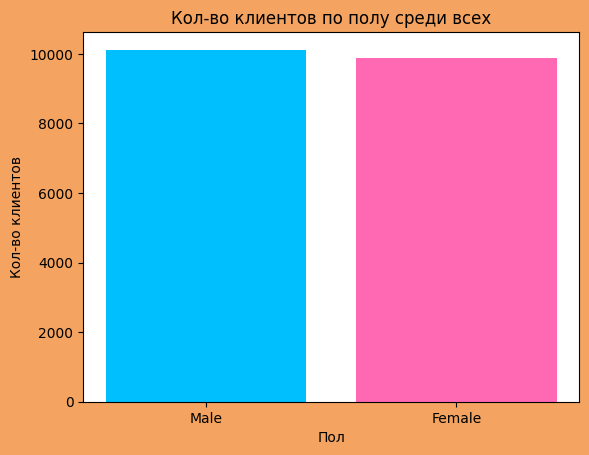 Кол-во клиентов по полу среди всех
10000
8000
6000
4000
2000
0
Кол-во клиентов
Male
Female
Пол